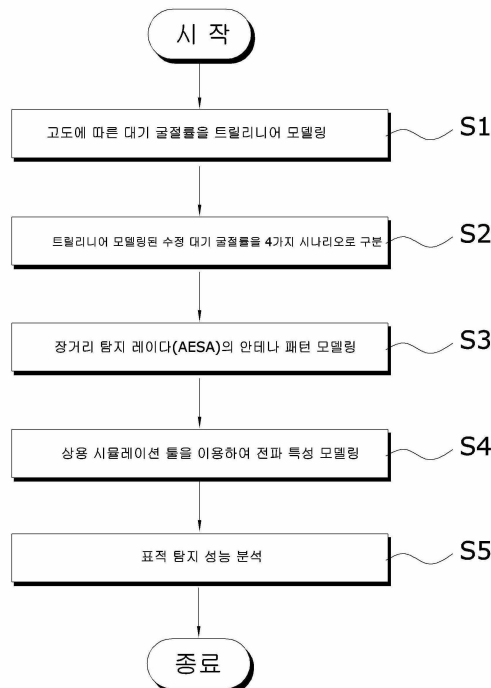 시 작
고도에 따른 대기 굴절률을 트릴리니어 모델링
S1
트릴리니어 모델링된 수정 대기 굴절률을 4가지 시나리오로 구분
S2
장거리 탐지 레이다(AESA)의 안테나 패턴 모델링
S3
상용 시뮬레이션 툴을 이용하여 전파 특성 모델링
S4
표적 탐지 성능 분석
S5
종료